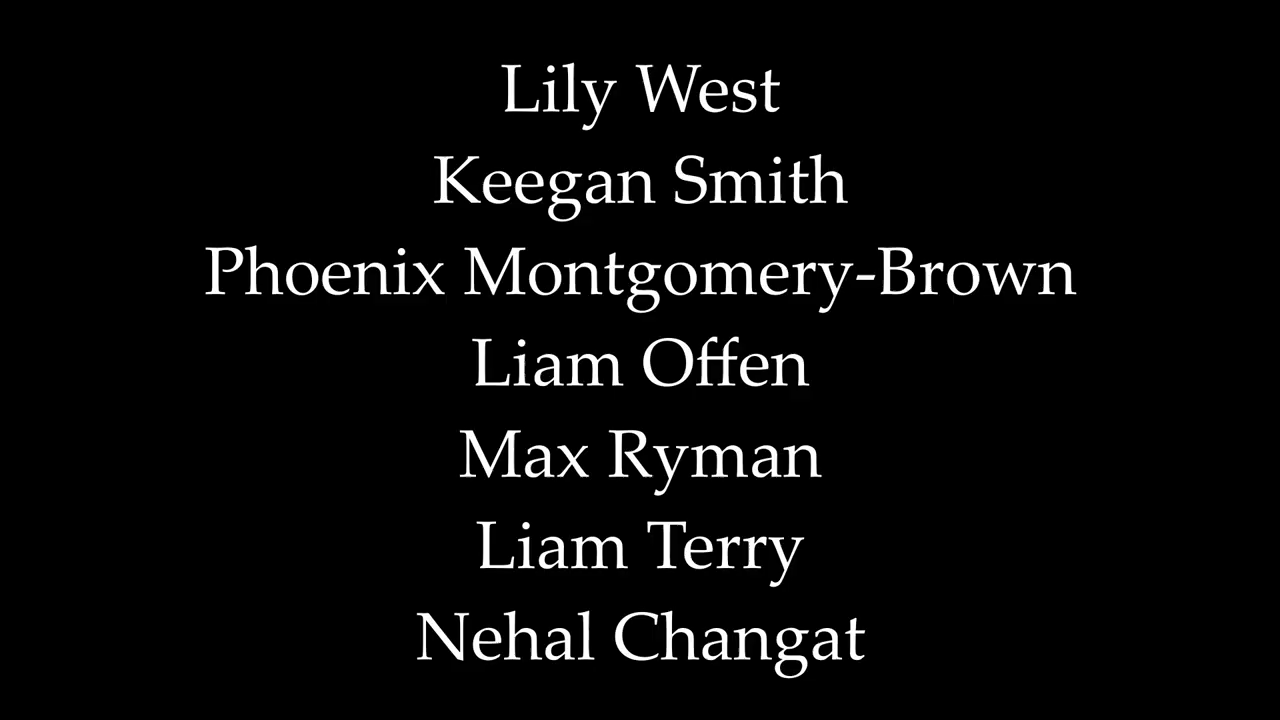 Lily West
Keegan Smith
Phoenix Montgomery-Brown
Liam Offen
Max Ryman
Liam Terry
Nehal Changat